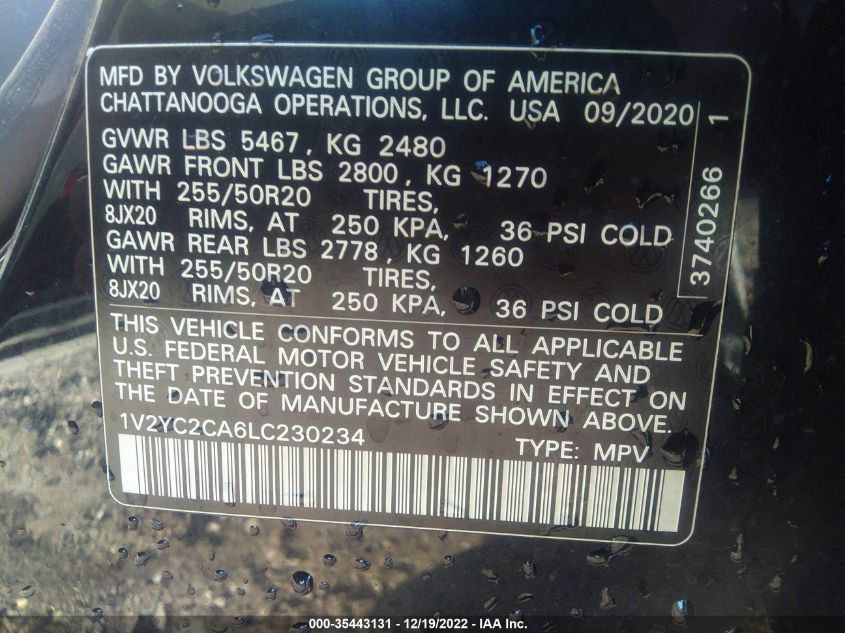 MFD BY VOLKSWAGEN GROUP OF AMERICA
CHATTANOOGA OPERATIONS, LLC. USA 09/2020
GVWR LBS 5467, KG 2480
GAWR FRONT LBS 2800, KG 1270
WITH 255/50R20 TIRES,
8JX20 RIMS, AT 250 KPA, 36 PSI COLD
GAWR REAR LBS 2778, KG 1260
WITH 255/50R20 TIRES,
8JX20 RIMS, AT 250 KPA, 36 PSI COLD
3740266 1
THIS VEHICLE CONFORMS TO ALL APPLICABLE
U.S. FEDERAL MOTOR VEHICLE SAFETY AND
THEFT PREVENTION STANDARDS IN EFFECT ON
THE DATE OF MANUFACTURE SHOWN ABOVE.
1V2YC2CA6LC230234 TYPE: MPV
000-35443131 - 12/19/2022 - IAA Inc.